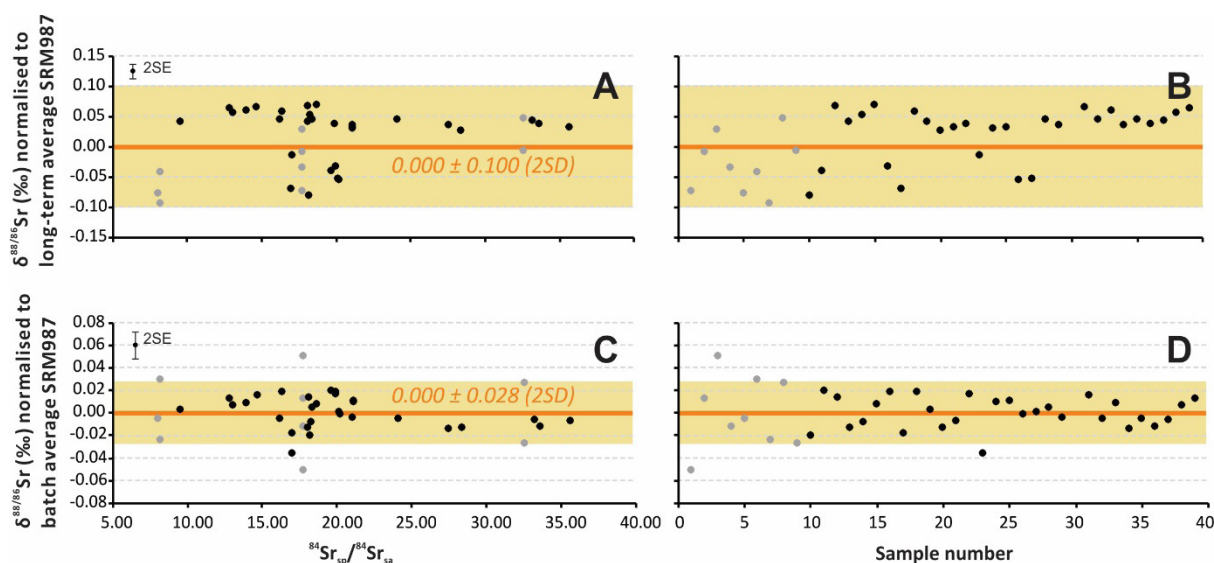 δ⁸⁸/⁸⁶Sr (‰) normalised to
long-term average SRM987
0.15
0.10
0.05
0.00
-0.05
-0.10
-0.15
2SE
A
0.000 ± 0.100 (2SD)
B
δ⁸⁸/⁸⁶Sr (‰) normalised to
batch average SRM987
0.08
0.06
0.04
0.02
0.00
-0.02
-0.04
-0.06
-0.08
2SE
C
0.000 ± 0.028 (2SD)
D
5.00 10.00 15.00 20.00 25.00 30.00 35.00 40.00
⁸⁴Srsp/⁸⁴Srsa
0 5 10 15 20 25 30 35 40
Sample number